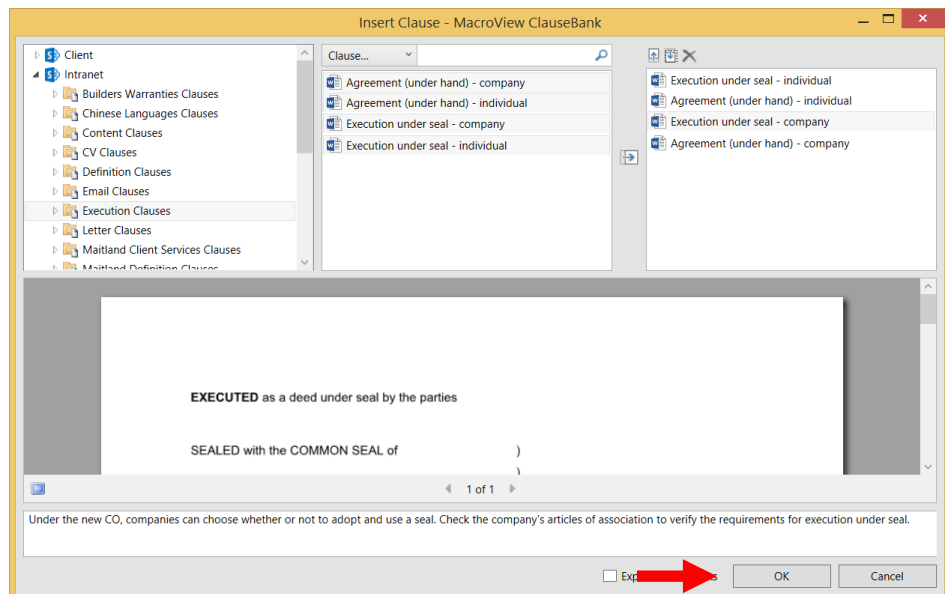 Insert Clause - MacroView ClauseBank
Client
Intranet
Builders Warranties Clauses
Chinese Languages Clauses
Content Clauses
CV Clauses
Definition Clauses
Email Clauses
Execution Clauses
Letter Clauses
Maitland Client Services Clauses
Maitland Definition Clauses
Clause...
Agreement (under hand) - company
Agreement (under hand) - individual
Execution under seal - company
Execution under seal - individual
Execution under seal - individual
Agreement (under hand) - individual
Execution under seal - company
Agreement (under hand) - company
EXECUTED as a deed under seal by the parties
SEALED with the COMMON SEAL of )
)
1 of 1
Under the new CO, companies can choose whether or not to adopt and use a seal. Check the company's articles of association to verify the requirements for execution under seal.
OK
Cancel